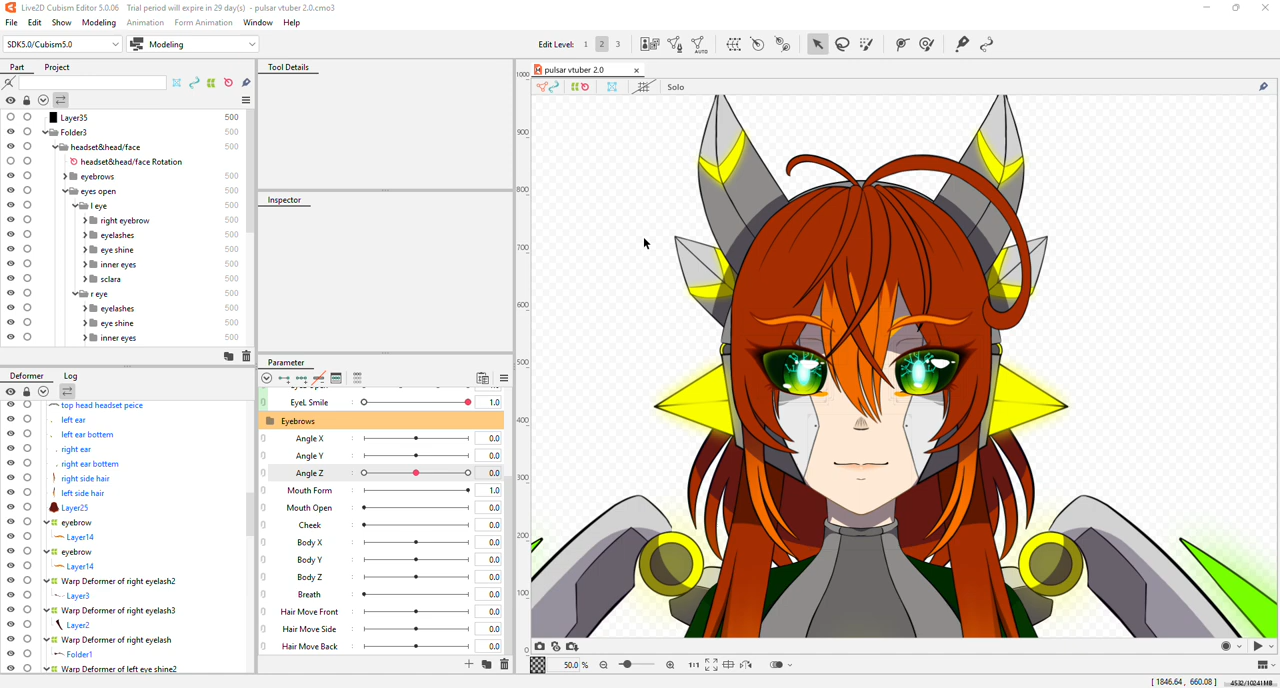 Live2D Cubism Editor 5.0.06   Trial period will expire in 29 day(s)  - pulsar vtuber 2.0.cmo3
File Edit Show Modeling Animation Form Animation Window Help
SDK5.0/Cubism5.0 Modeling Edit Level: 1 2 3 AUTO
Part Project
Layer35 500
Folder3 500
headset&head/face 500
headset&head/face Rotation
eyebrows 500
eyes open 500
l eye 500
right eyebrow 500
eyelashes 500
eye shine 500
inner eyes 500
sclara 500
r eye 500
eyelashes 500
eye shine 500
inner eyes 500
Deformer Log
top head headset peice
left ear
left ear bottem
right ear
right ear bottem
right side hair
left side hair
Layer25
eyebrow
Layer14
eyebrow
Layer14
Warp Deformer of right eyelash2
Layer3
Warp Deformer of right eyelash3
Layer2
Warp Deformer of right eyelash
Folder1
Warp Deformer of left eye shine2
Tool Details
Inspector
Parameter
EyeL Smile : 1.0
Eyebrows
Angle X : 0.0
Angle Y : 0.0
Angle Z : 0.0
Mouth Form : 1.0
Mouth Open : 0.0
Cheek : 0.0
Body X : 0.0
Body Y : 0.0
Body Z : 0.0
Breath : 0.0
Hair Move Front : 0.0
Hair Move Side : 0.0
Hair Move Back : 0.0
pulsar vtuber 2.0
Solo
1000
900
800
700
600
500
400
300
200
100
0
50.0 % 1:1
[ 1846.64, 660.08 ] 4532/10241MB